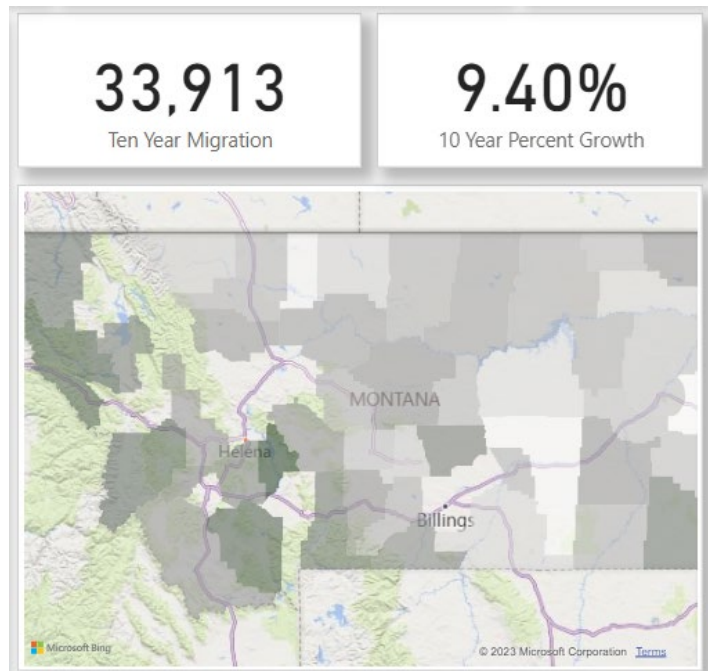 33,913
Ten Year Migration
9.40%
10 Year Percent Growth
MONTANA
Helena
Billings
Microsoft Bing
© 2023 Microsoft Corporation Terms